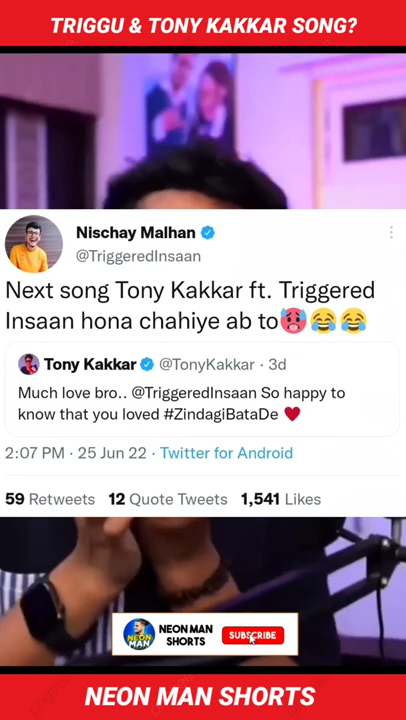 TRIGGU & TONY KAKKAR SONG?
Nischay Malhan
@TriggeredInsaan
Next song Tony Kakkar ft. Triggered
Insaan hona chahiye ab to🥵😂😂
Tony Kakkar @TonyKakkar · 3d
Much love bro.. @TriggeredInsaan So happy to
know that you loved #ZindagiBataDe ♥
2:07 PM · 25 Jun 22 · Twitter for Android
59 Retweets 12 Quote Tweets 1,541 Likes
NEON MAN
NEON MAN
SHORTS
SUBSCRIBE
NEON MAN SHORTS